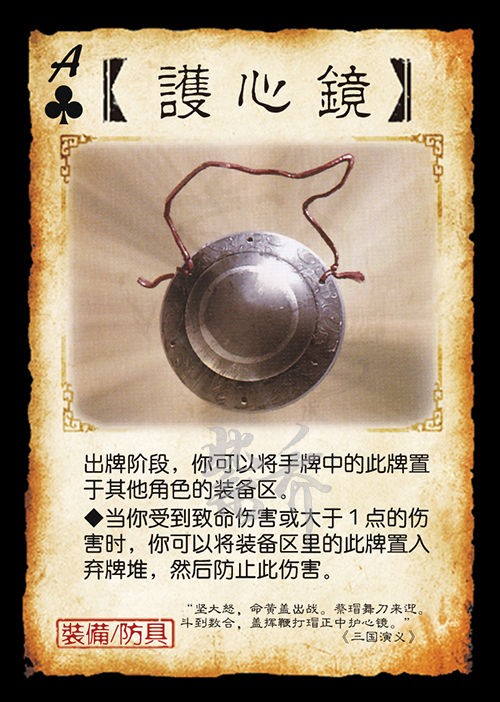 A
【護心鏡】
出牌阶段，你可以将手牌中的此牌置
于其他角色的装备区。
◆当你受到致命伤害或大于1点的伤
害时，你可以将装备区里的此牌置入
弃牌堆，然后防止此伤害。
“坚大怒，命黄盖出战。蔡瑁舞刀来迎。
斗到数合，盖挥鞭打瑁正中护心镜。”
《三国演义》
裝備/防具